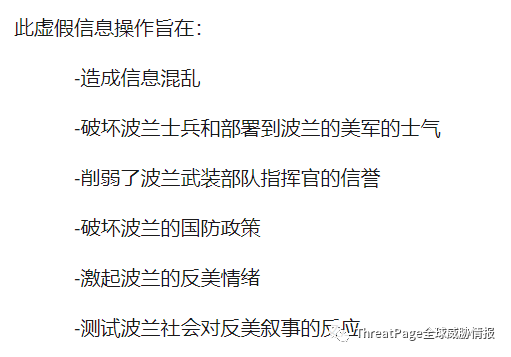 此虚假信息操作旨在：
-造成信息混乱
-破坏波兰士兵和部署到波兰的美军的士气
-削弱了波兰武装部队指挥官的信誉
-破坏波兰的国防政策
-激起波兰的反美情绪
-测试波兰社会对反美叙事的反应
ThreatPage全球威胁情报